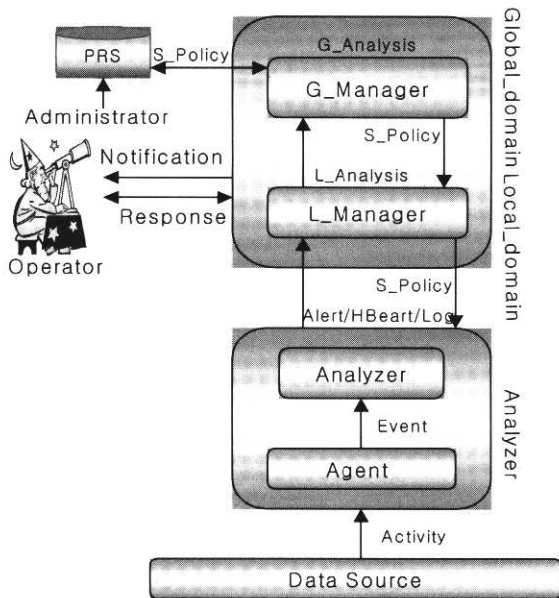 G_Analysis
PRS
S_Policy
G_Manager
Administrator
S_Policy
Notification
L_Analysis
L_Manager
Response
Operator
S_Policy
Alert/HBeart/Log
Global_domain Local_domain
Analyzer
Event
Agent
Analyzer
Activity
Data Source